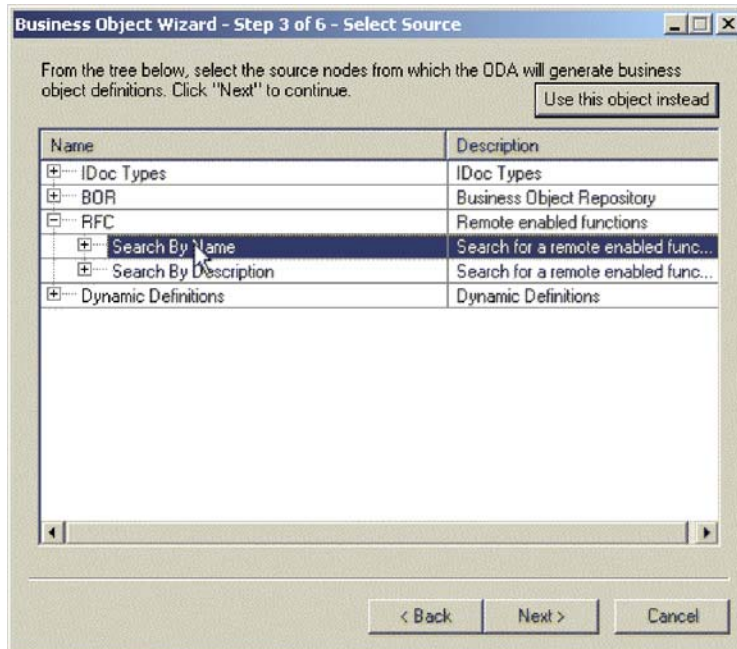 Business Object Wizard - Step 3 of 6 - Select Source
From the tree below, select the source nodes from which the ODA will generate business
object definitions. Click "Next" to continue.
Use this object instead
Name Description
IDoc Types IDoc Types
BOR Business Object Repository
RFC Remote enabled functions
Search By Name Search for a remote enabled func...
Search By Description Search for a remote enabled func...
Dynamic Definitions Dynamic Definitions
< Back Next > Cancel